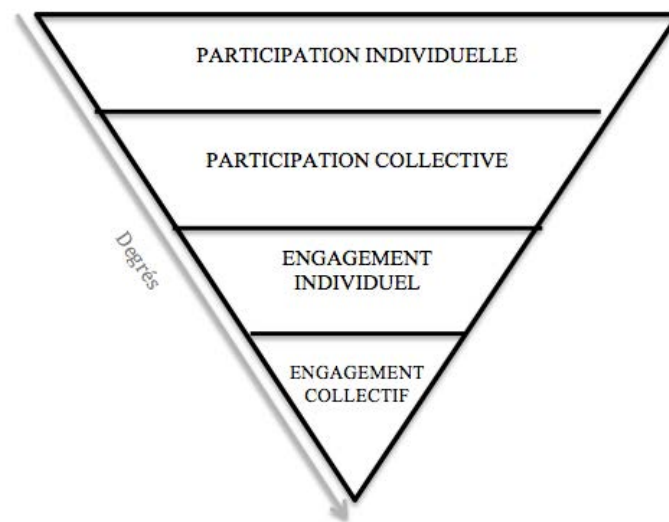 PARTICIPATION INDIVIDUELLE
PARTICIPATION COLLECTIVE
Degrés
ENGAGEMENT
INDIVIDUEL
ENGAGEMENT
COLLECTIF